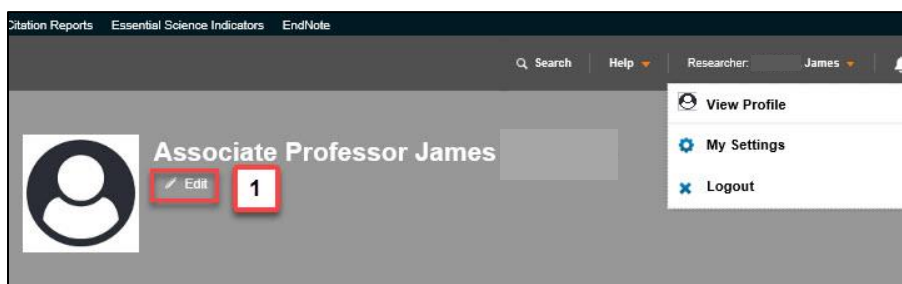 Citation Reports Essential Science Indicators EndNote
Search Help Researcher: James
View Profile
Associate Professor James
My Settings
Edit 1
Logout